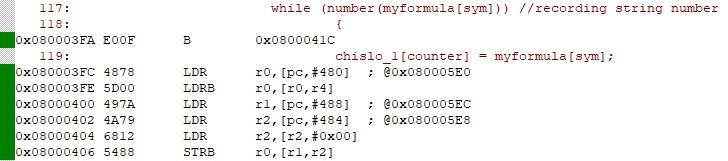 117:                          while (number(myformula[sym])) //recording string number
118:                                  {
0x080003FA E00F      B        0x0800041C
119:                                  chislo_1[counter] = myformula[sym];
0x080003FC 4878      LDR      r0,[pc,#480]  ; @0x080005E0
0x080003FE 5D00      LDRB     r0,[r0,r4]
0x08000400 497A      LDR      r1,[pc,#488]  ; @0x080005EC
0x08000402 4A79      LDR      r2,[pc,#484]  ; @0x080005E8
0x08000404 6812      LDR      r2,[r2,#0x00]
0x08000406 5488      STRB     r0,[r1,r2]